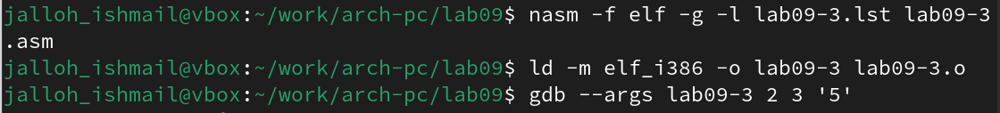 jalloh_ishmail@vbox:~/work/arch-pc/lab09$ nasm -f elf -g -l lab09-3.lst lab09-3
.asm
jalloh_ishmail@vbox:~/work/arch-pc/lab09$ ld -m elf_i386 -o lab09-3 lab09-3.o
jalloh_ishmail@vbox:~/work/arch-pc/lab09$ gdb --args lab09-3 2 3 '5'